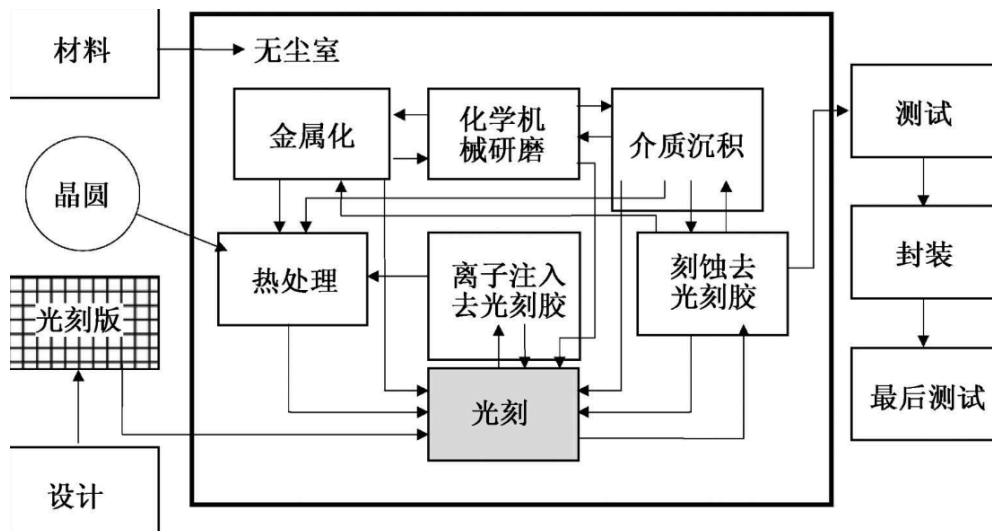 材料
无尘室
金属化
化学机
械研磨
介质沉积
测试
晶圆
热处理
离子注入
去光刻胶
刻蚀去
光刻胶
封装
光刻版
光刻
最后测试
设计